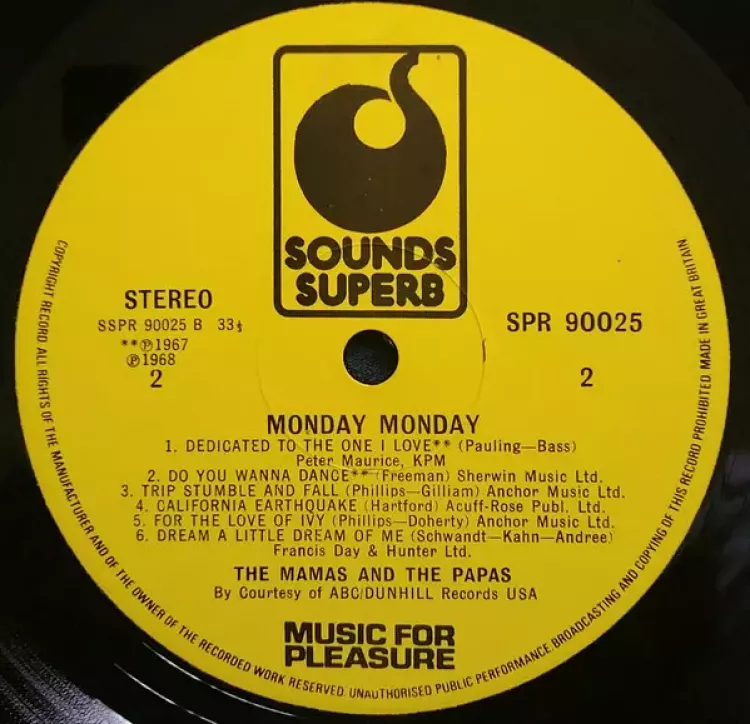 SOUNDS
SUPERB
STEREO
SSPR 90025 B 33⅓
**Ⓟ1967
Ⓟ1968
2
SPR 90025
2
MONDAY MONDAY
1. DEDICATED TO THE ONE I LOVE** (Pauling—Bass)
Peter Maurice, KPM
2. DO YOU WANNA DANCE** (Freeman) Sherwin Music Ltd.
3. TRIP STUMBLE AND FALL (Phillips—Gilliam) Anchor Music Ltd.
4. CALIFORNIA EARTHQUAKE (Hartford) Acuff-Rose Publ. Ltd.
5. FOR THE LOVE OF IVY (Phillips—Doherty) Anchor Music Ltd.
6. DREAM A LITTLE DREAM OF ME (Schwandt—Kahn—Andree)
Francis Day & Hunter Ltd.
THE MAMAS AND THE PAPAS
By Courtesy of ABC/DUNHILL Records USA
MUSIC FOR
PLEASURE
COPYRIGHT RECORD. ALL RIGHTS OF THE MANUFACTURER AND OF THE OWNER OF THE RECORDED WORK RESERVED. UNAUTHORISED PUBLIC PERFORMANCE, BROADCASTING AND COPYING OF THIS RECORD PROHIBITED MADE IN GREAT BRITAIN.